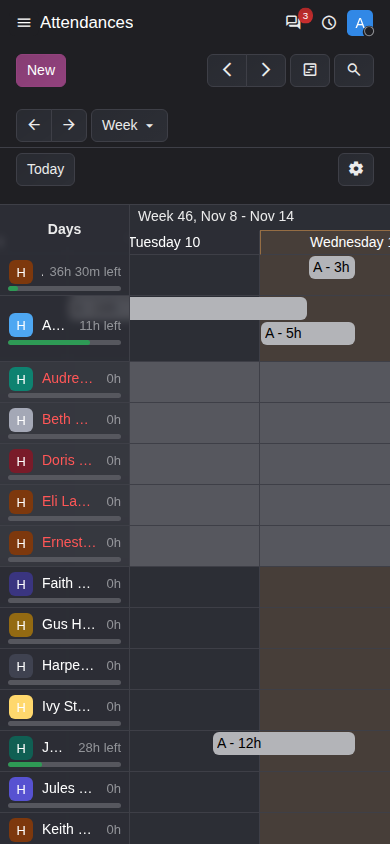 Attendances
3
A
New
Week
Today
Days
Week 46, Nov 8 - Nov 14
Tuesday 10
Wednesday
H
. 36h 30m left
A - 3h
H
A... 11h left
A - 5h
H
Audre... 0h
H
Beth ... 0h
H
Doris ... 0h
H
Eli La... 0h
H
Ernest... 0h
H
Faith ... 0h
H
Gus H... 0h
H
Harpe... 0h
H
Ivy St... 0h
H
J... 28h left
A - 12h
H
Jules ... 0h
H
Keith ... 0h